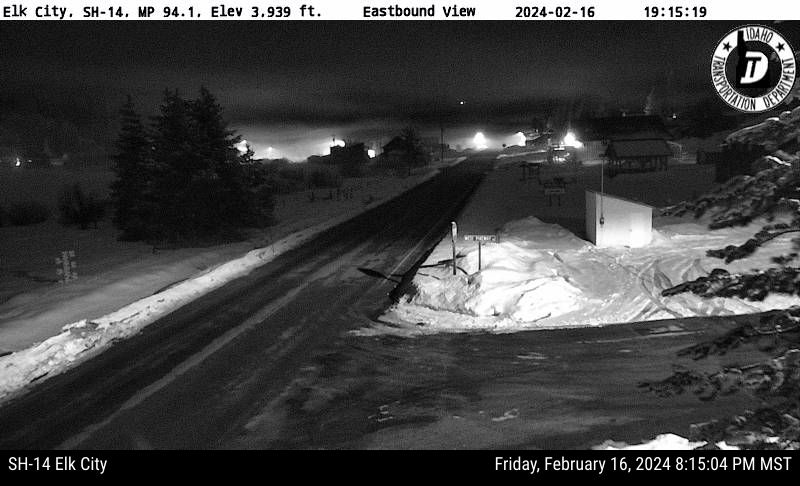 Elk City, SH-14, MP 94.1, Elev 3,939 ft. Eastbound View 2024-02-16 19:15:19
IDAHO
TRANSPORTATION DEPARTMENT
SH-14 Elk City Friday, February 16, 2024 8:15:04 PM MST